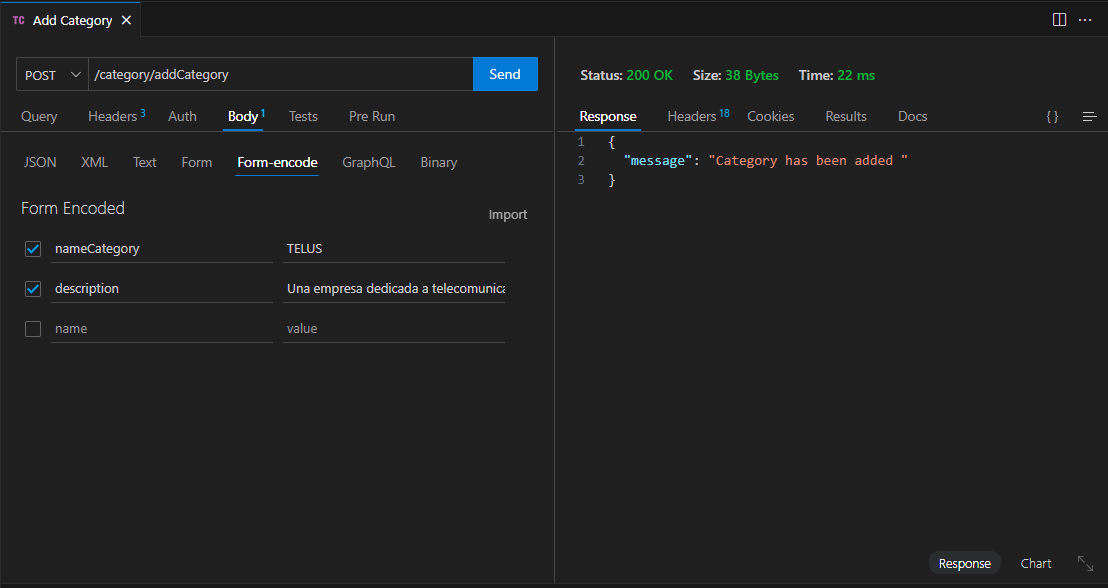 TC Add Category
POST /category/addCategory Send
Query Headers 3 Auth Body 1 Tests Pre Run
JSON XML Text Form Form-encode GraphQL Binary
Form Encoded
Import
nameCategory TELUS
description Una empresa dedicada a
name value
Status: 200 OK Size: 38 Bytes Time: 22 ms
Response Headers 18 Cookies Results Docs { }
1 {
2 "message": "Category has been added "
3 }
Response Chart